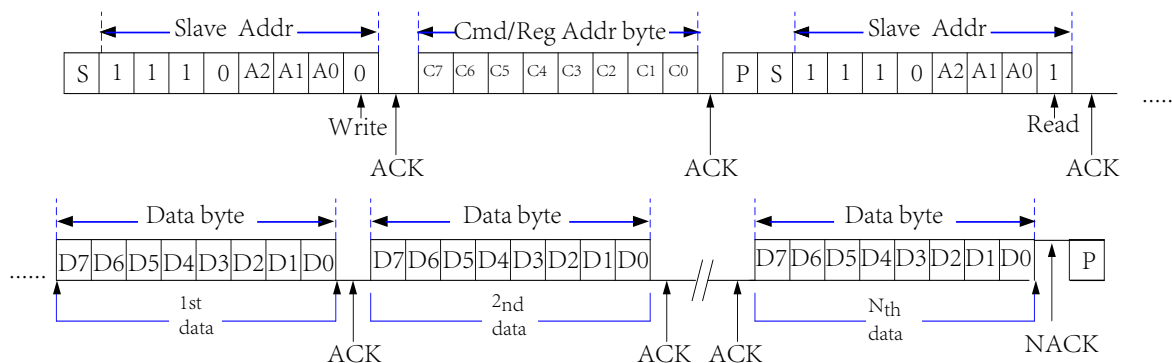 Slave Addr Cmd/Reg Addr byte Slave Addr
S 1 1 1 0 A2 A1 A0 0 C7 C6 C5 C4 C3 C2 C1 C0 P S 1 1 1 0 A2 A1 A0 1
......
Write Read
ACK ACK ACK
Data byte Data byte Data byte
...... D7 D6 D5 D4 D3 D2 D1 D0 D7 D6 D5 D4 D3 D2 D1 D0 // D7 D6 D5 D4 D3 D2 D1 D0 P
1st 2nd Nth
data data data
ACK ACK ACK NACK